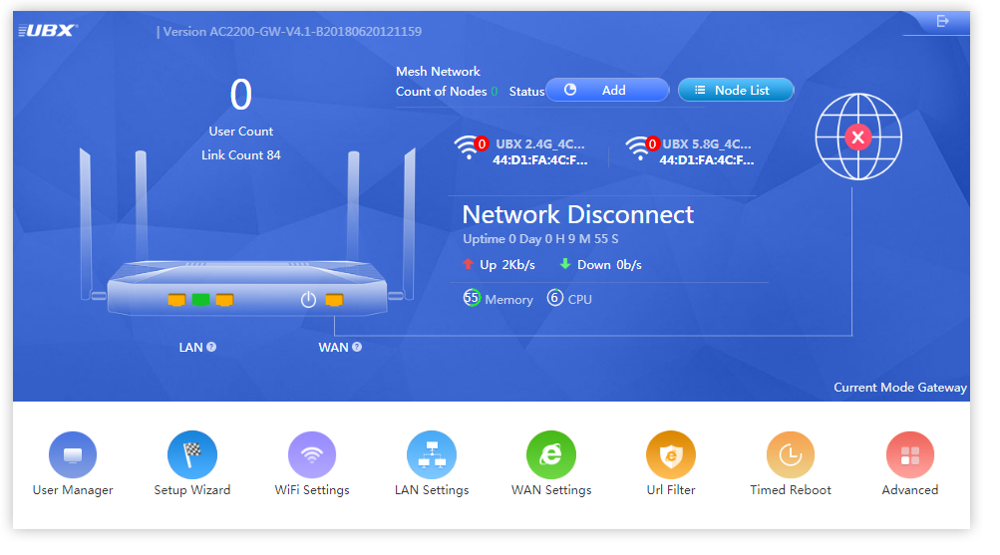 UBX
| Version AC2200-GW-V4.1-B20180620121159
0
User Count
Link Count 84
Mesh Network
Count of Nodes 0 Status
Add
Node List
0
UBX 2.4G_4C...
44:D1:FA:4C:F...
0
UBX 5.8G_4C...
44:D1:FA:4C:F...
Network Disconnect
Uptime 0 Day 0 H 9 M 55 S
Up 2Kb/s Down 0b/s
55 Memory 6 CPU
LAN ?
WAN ?
Current Mode Gateway
User Manager
Setup Wizard
WiFi Settings
LAN Settings
WAN Settings
Url Filter
Timed Reboot
Advanced